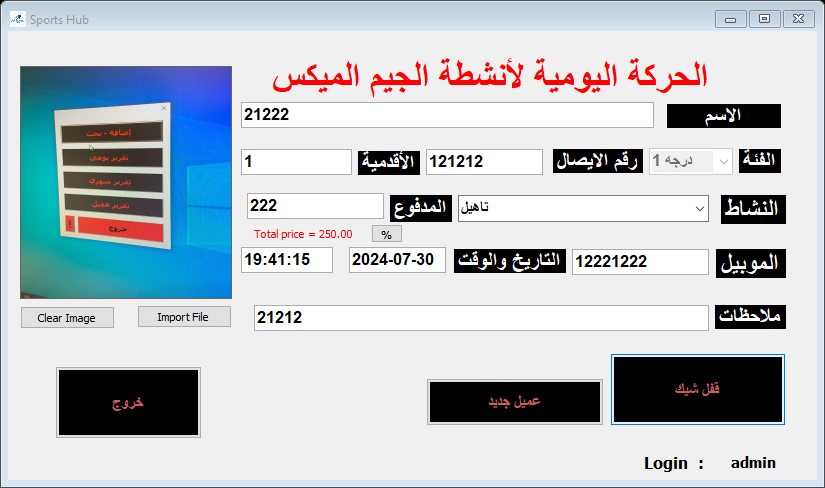 Sports Hub
الحركة اليومية لأنشطة الجيم الميكس
الاسم
21222
الفئة
درجه 1
رقم الايصال
121212
الأقدمية
1
النشاط
تاهيل
المدفوع
222
Total price = 250.00
%
الموبيل
12221222
التاريخ والوقت
2024-07-30
19:41:15
ملاحظات
21212
إضافة - بحث
تقرير يومي
تقرير شهري
تقرير عميل
خروج
Clear Image
Import File
قفل شيك
عميل جديد
خروج
Login : admin